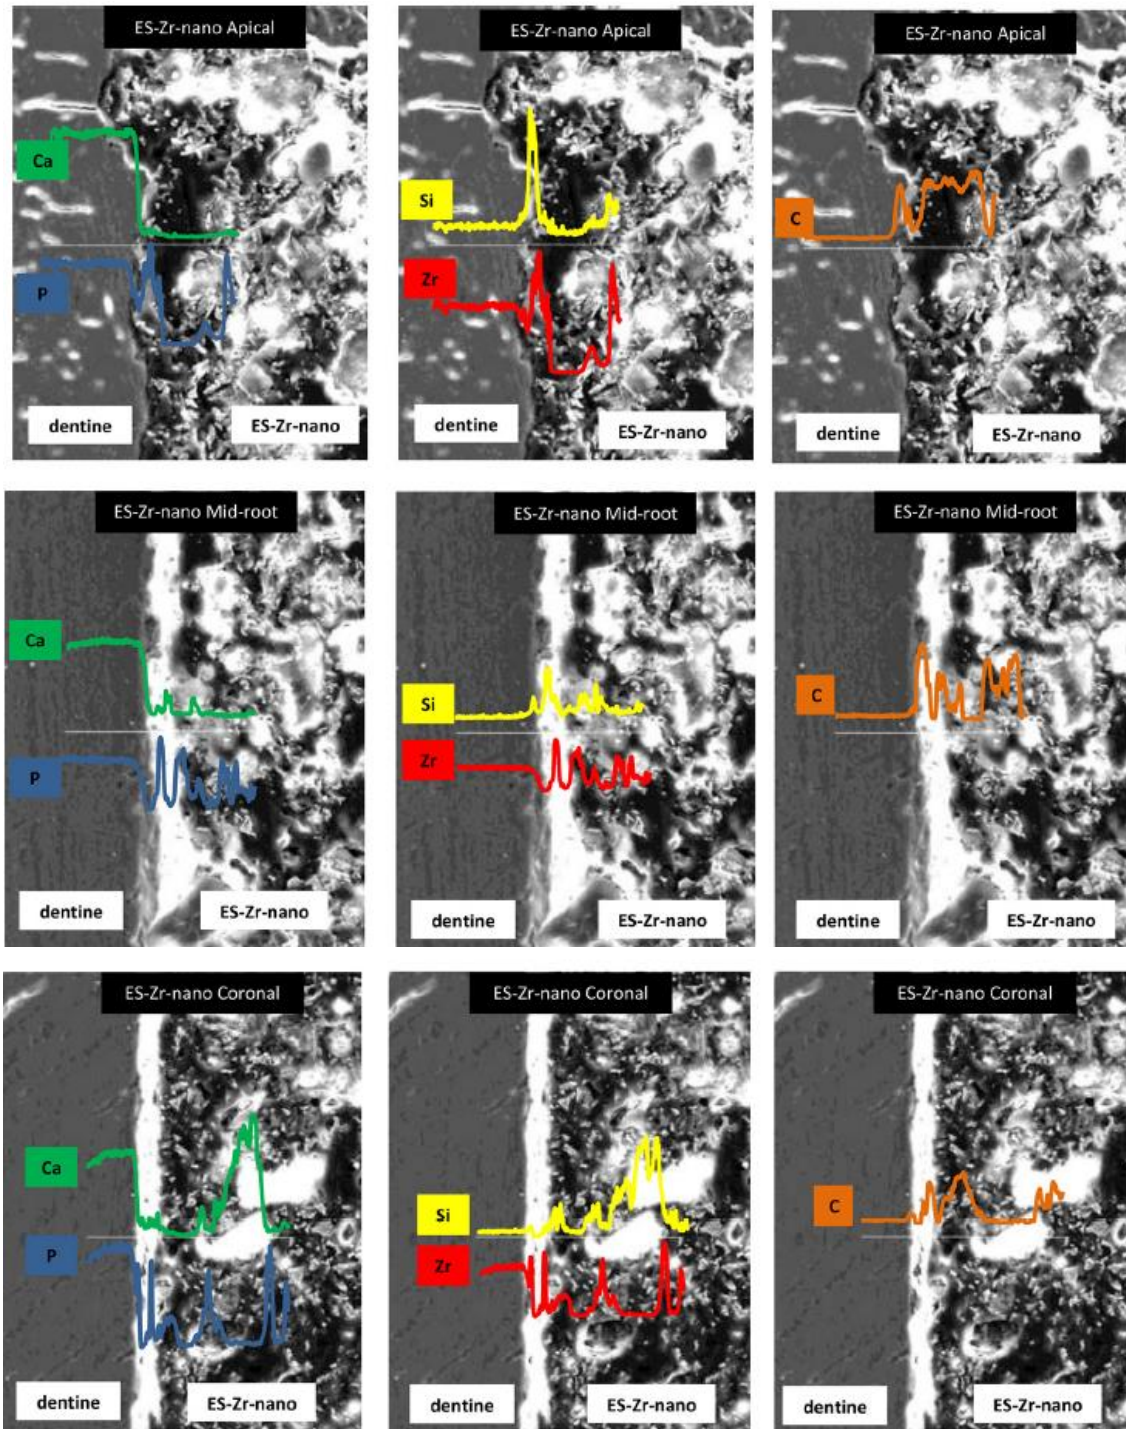 ES-Zr-nano Apical
Ca
P
dentine
ES-Zr-nano
ES-Zr-nano Apical
Si
Zr
dentine
ES-Zr-nano
ES-Zr-nano Apical
C
dentine
ES-Zr-nano
ES-Zr-nano Mid-root
Ca
P
dentine
ES-Zr-nano
ES-Zr-nano Mid-root
Si
Zr
dentine
ES-Zr-nano
ES-Zr-nano Mid-root
C
dentine
ES-Zr-nano
ES-Zr-nano Coronal
Ca
P
dentine
ES-Zr-nano
ES-Zr-nano Coronal
Si
Zr
dentine
ES-Zr-nano
ES-Zr-nano Coronal
C
dentine
ES-Zr-nano